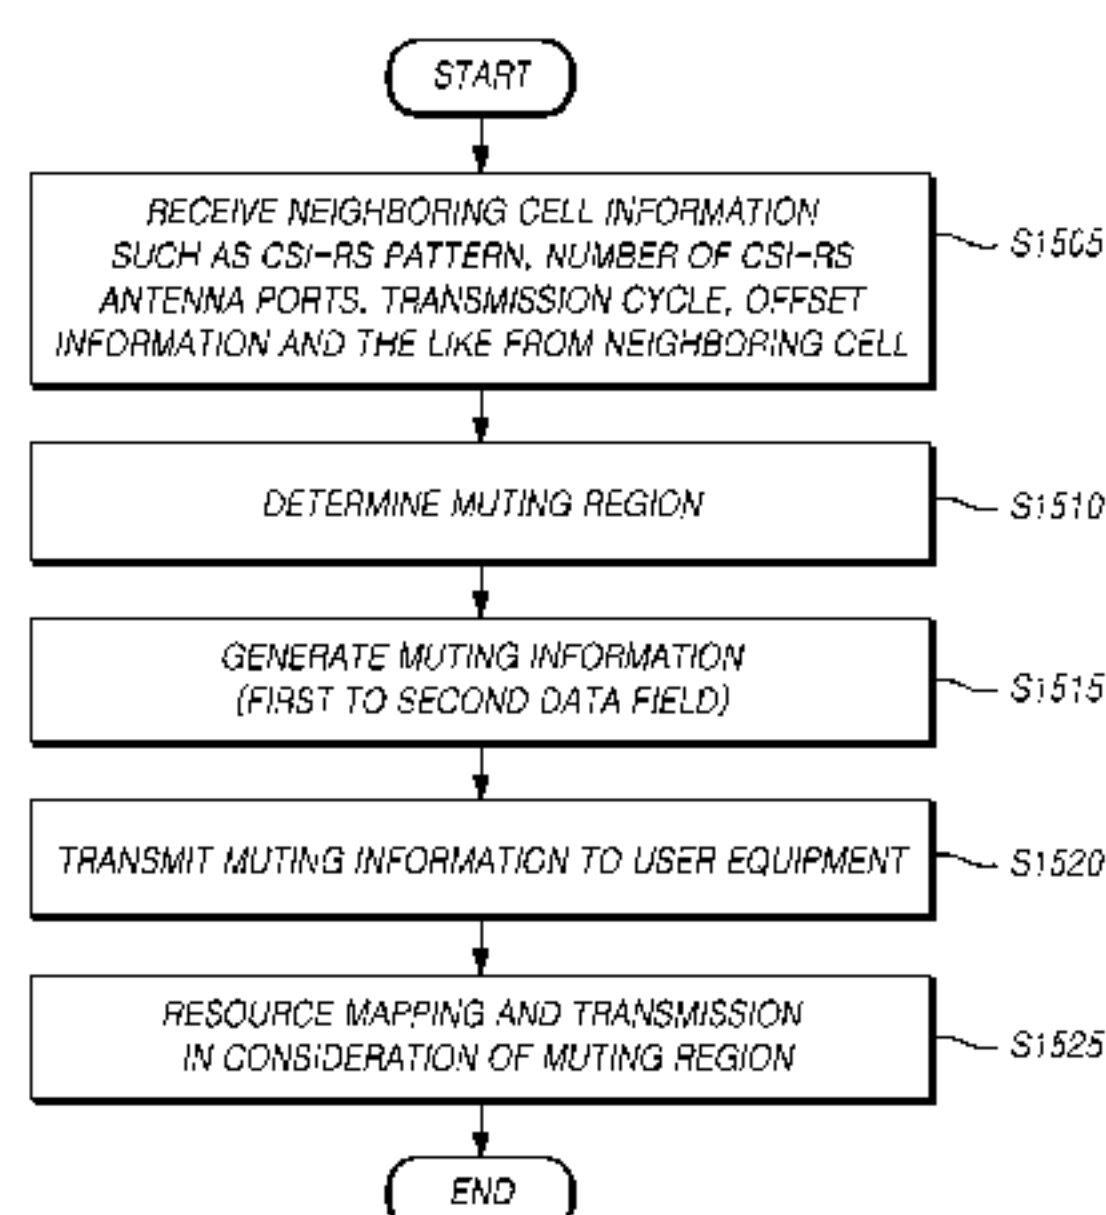 START
RECEIVE NEIGHBORING CELL INFORMATION
SUCH AS CSI-RS PATTERN, NUMBER OF CSI-RS
ANTENNA PORTS, TRANSMISSION CYCLE, OFFSET
INFORMATION AND THE LIKE FROM NEIGHBORING CELL
S1505
DETERMINE MUTING REGION
S1510
GENERATE MUTING INFORMATION
(FIRST TO SECOND DATA FIELD)
S1515
TRANSMIT MUTING INFORMATION TO USER EQUIPMENT
S1520
RESOURCE MAPPING AND TRANSMISSION
IN CONSIDERATION OF MUTING REGION
S1525
END